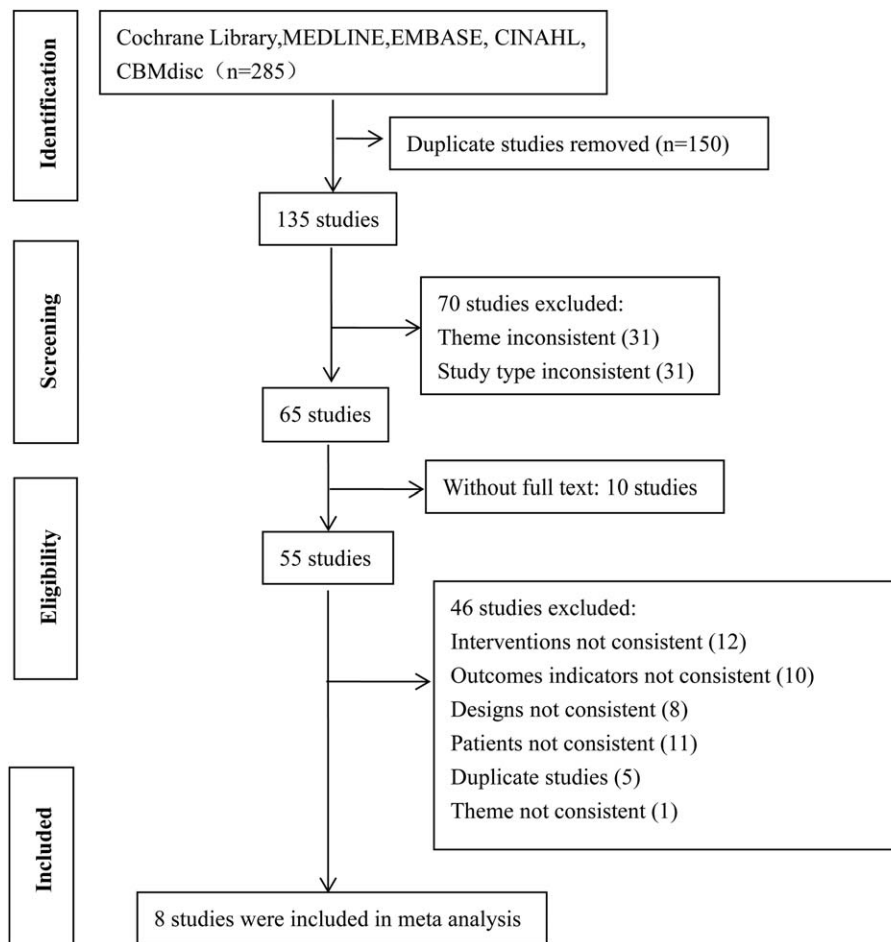 Identification
Cochrane Library,MEDLINE,EMBASE, CINAHL,
CBMdisc（n=285）
Duplicate studies removed (n=150)
135 studies
Screening
70 studies excluded:
Theme inconsistent (31)
Study type inconsistent (31)
65 studies
Eligibility
Without full text: 10 studies
55 studies
46 studies excluded:
Interventions not consistent (12)
Outcomes indicators not consistent (10)
Designs not consistent (8)
Patients not consistent (11)
Duplicate studies (5)
Theme not consistent (1)
Included
8 studies were included in meta analysis